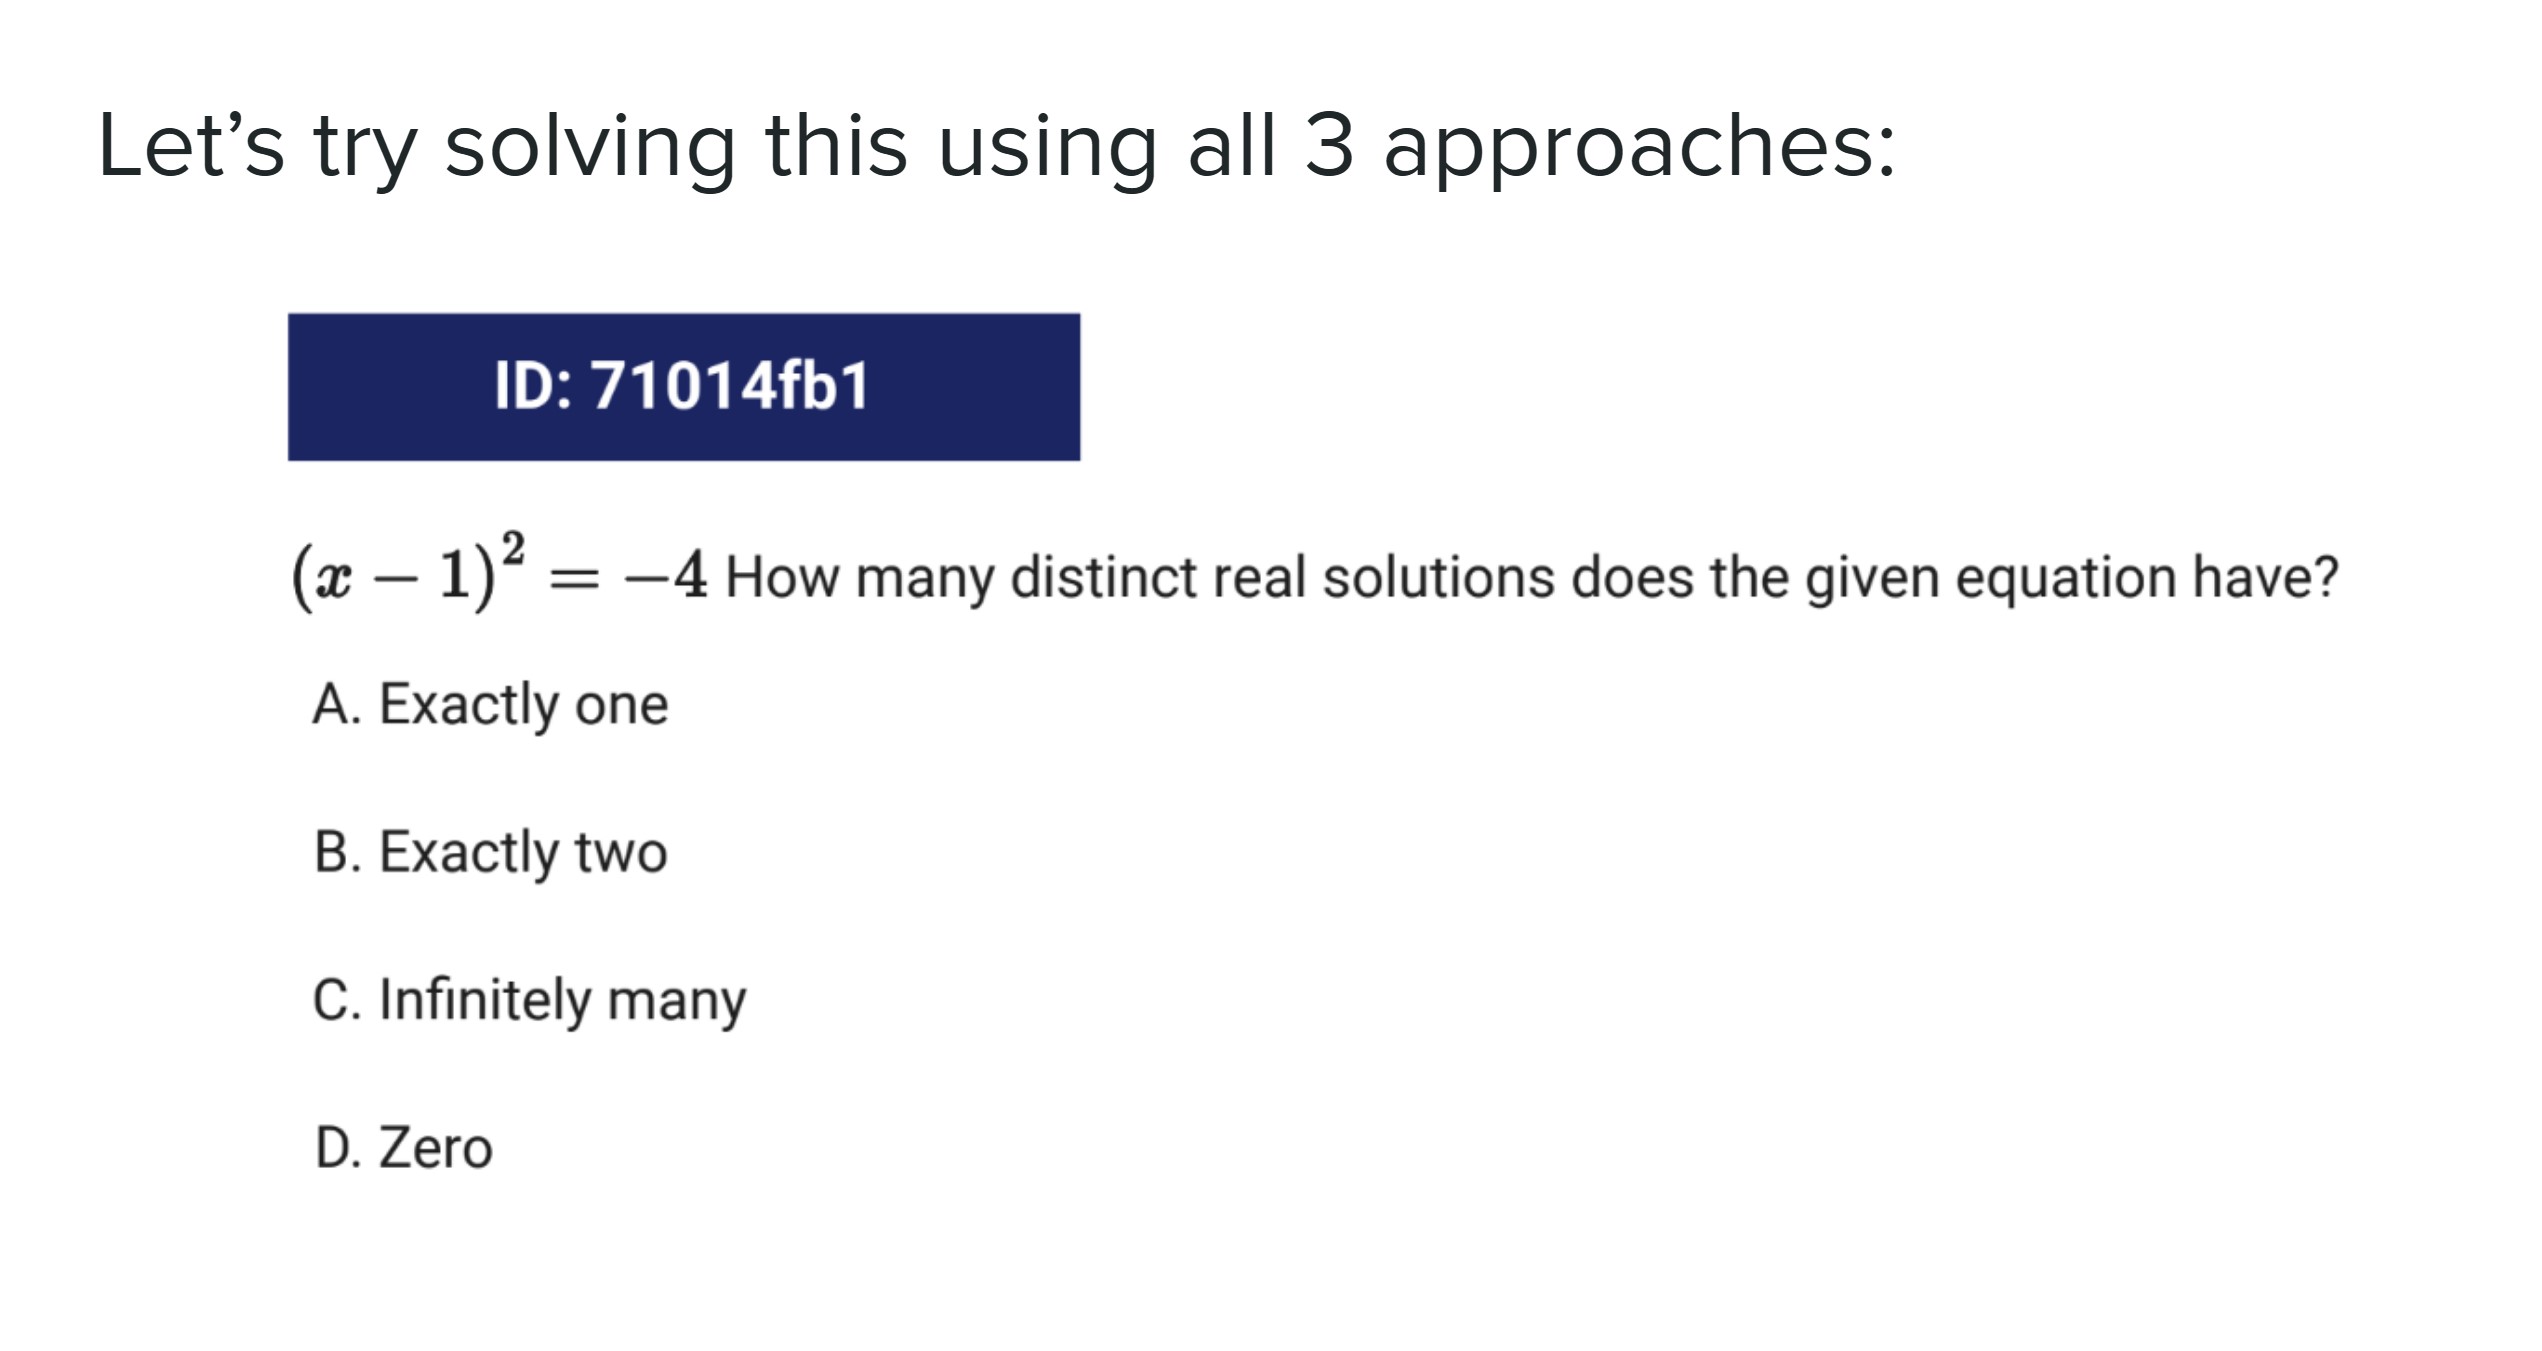 Let’s try solving this using all 3 approaches:
ID: 71014fb1
(x − 1)² = −4 How many distinct real solutions does the given equation have?
A. Exactly one
B. Exactly two
C. Infinitely many
D. Zero